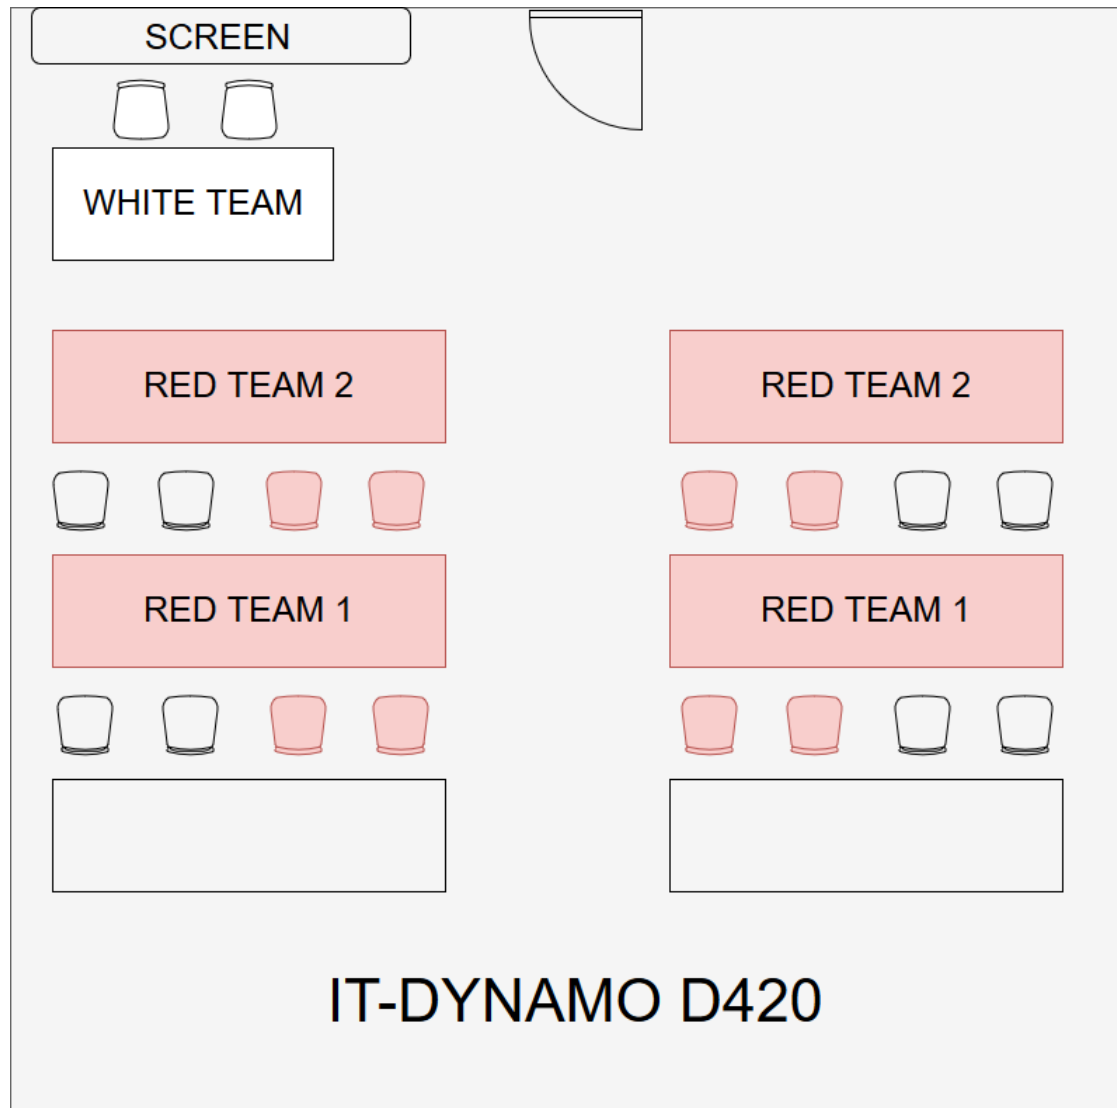 SCREEN
WHITE TEAM
RED TEAM 2
RED TEAM 2
RED TEAM 1
RED TEAM 1
IT-DYNAMO D420